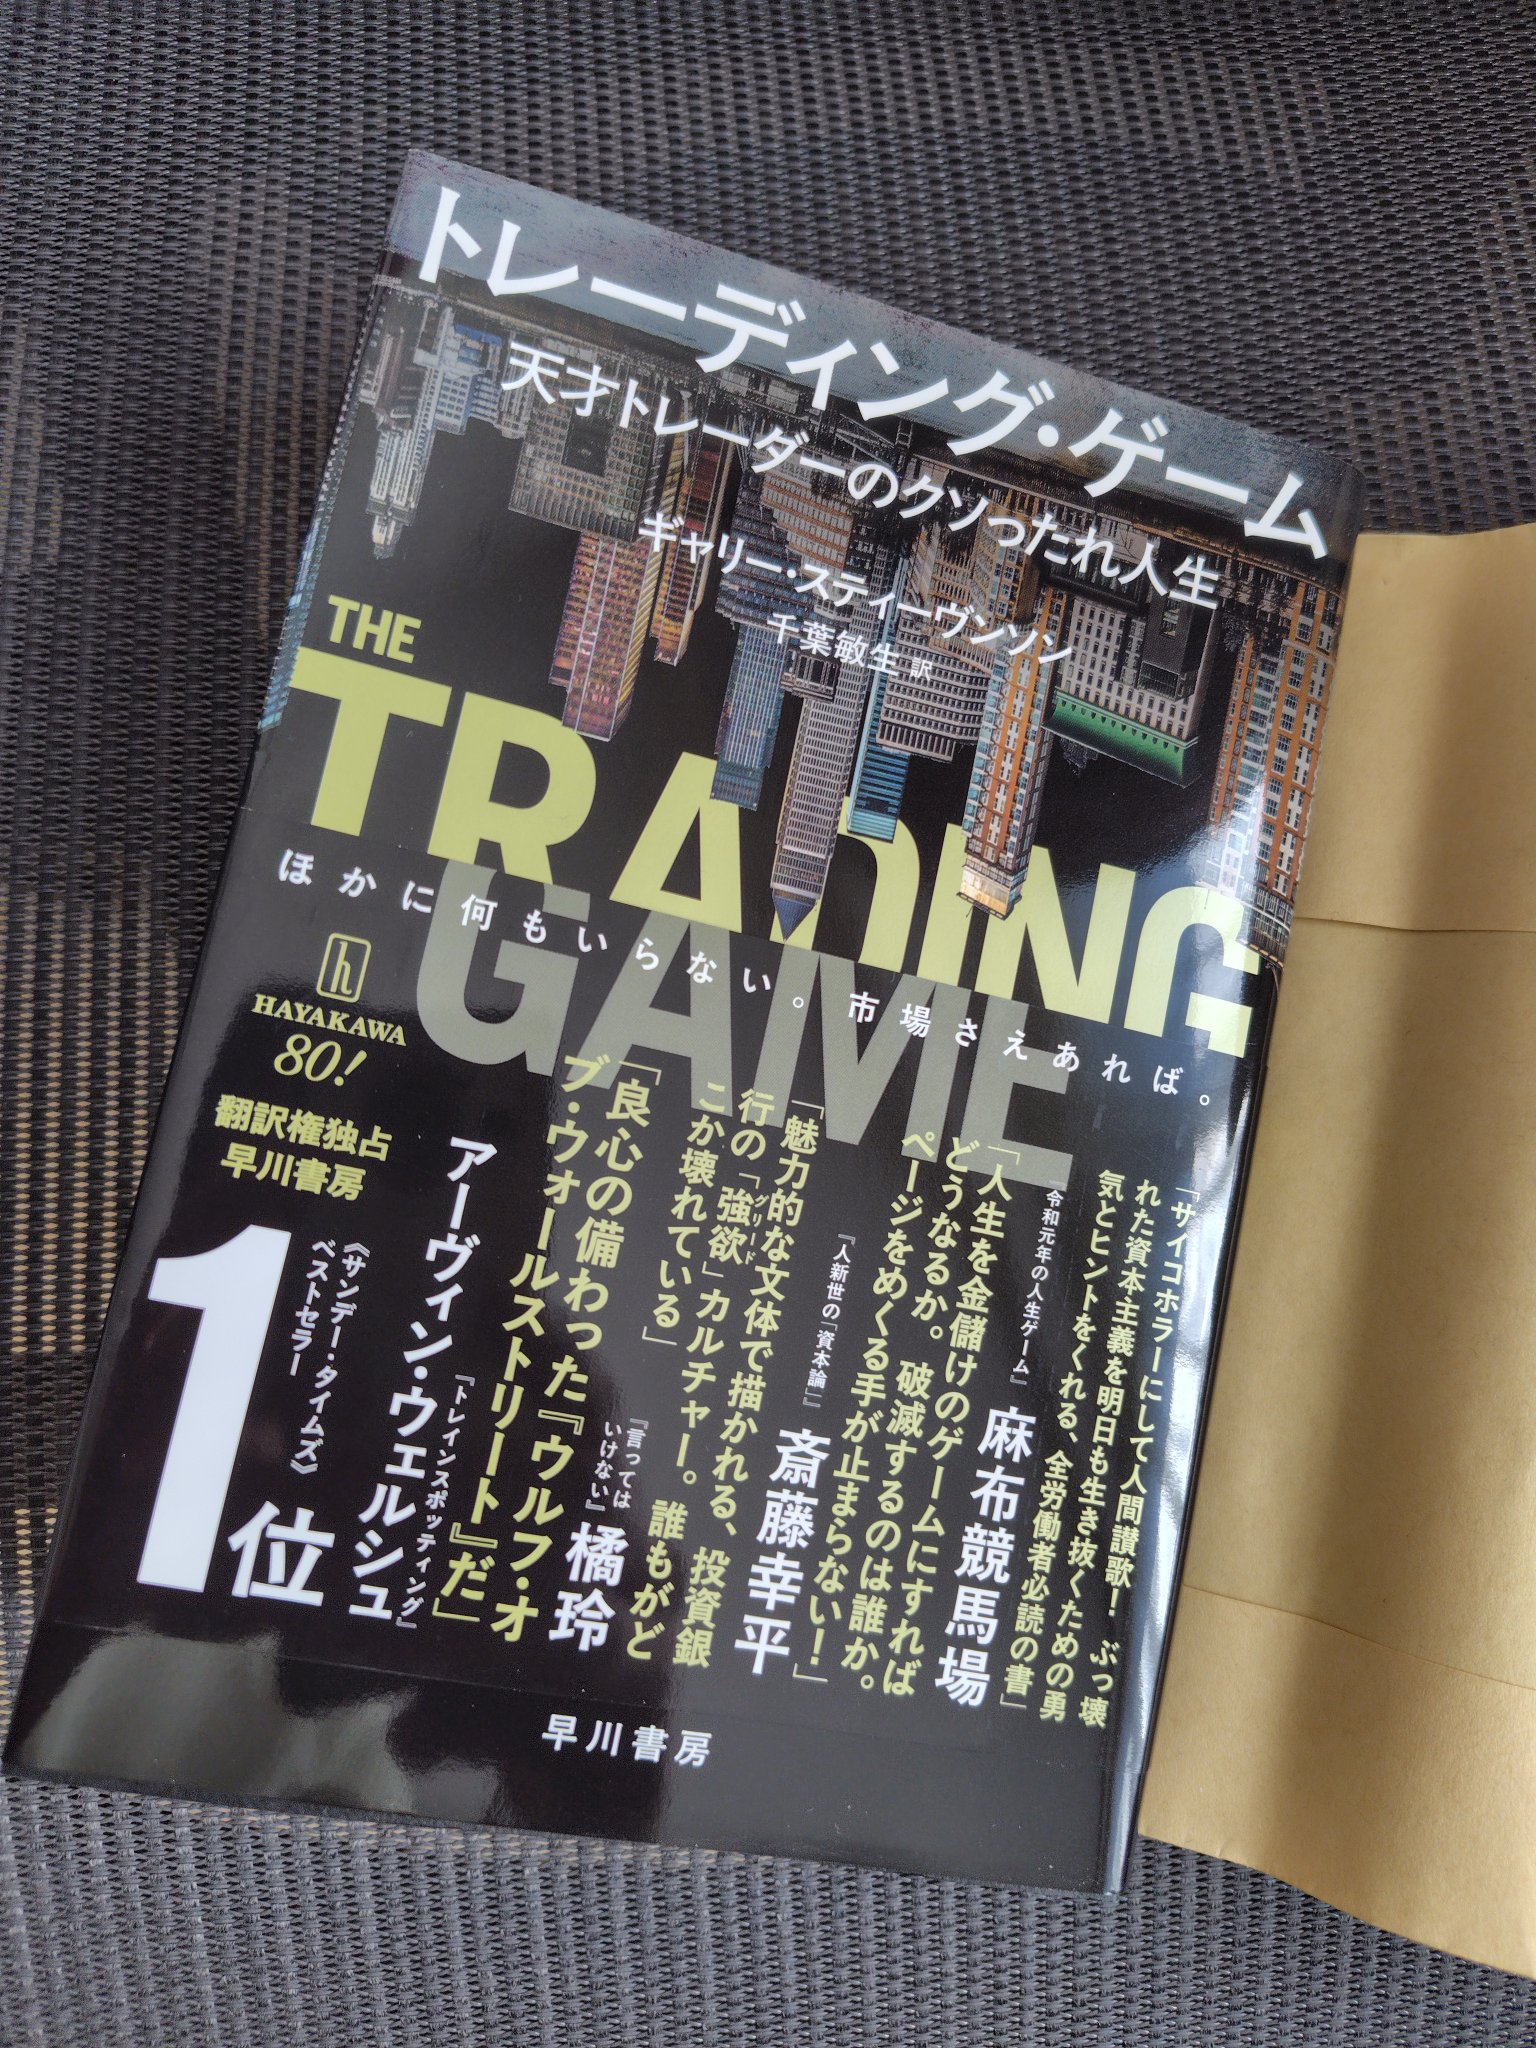 トレーディング・ゲーム
天才トレーダーのクソったれ人生
ギャリー・スティーヴンソン
千葉敏生 訳
THE
TRADING
GAME
ほかに何もいらない。市場さえあれば。
h
HAYAKAWA
80!
翻訳権独占
早川書房
「サイコホラーにして人間讃歌！ ぶっ壊
れた資本主義を明日も生き抜くための勇
気とヒントをくれる、全労働者必読の書」
『令和元年の人生ゲーム』
麻布競馬場
「人生を金儲けのゲームにすれば
どうなるか。破滅するのは誰か。
ページをめくる手が止まらない！」
『人新世の「資本論」』
斎藤幸平
「魅力的な文体で描かれる、投資銀
行の「強欲」カルチャー。誰もがど
グリード
こか壊れている」
『言っては
いけない』
橘玲
「良心の備わった『ウルフ・オ
ブ・ウォールストリート』だ」
『トレインスポッティング』
アーヴィン・ウェルシュ
《サンデー・タイムズ》
ベストセラー
1位
早川書房